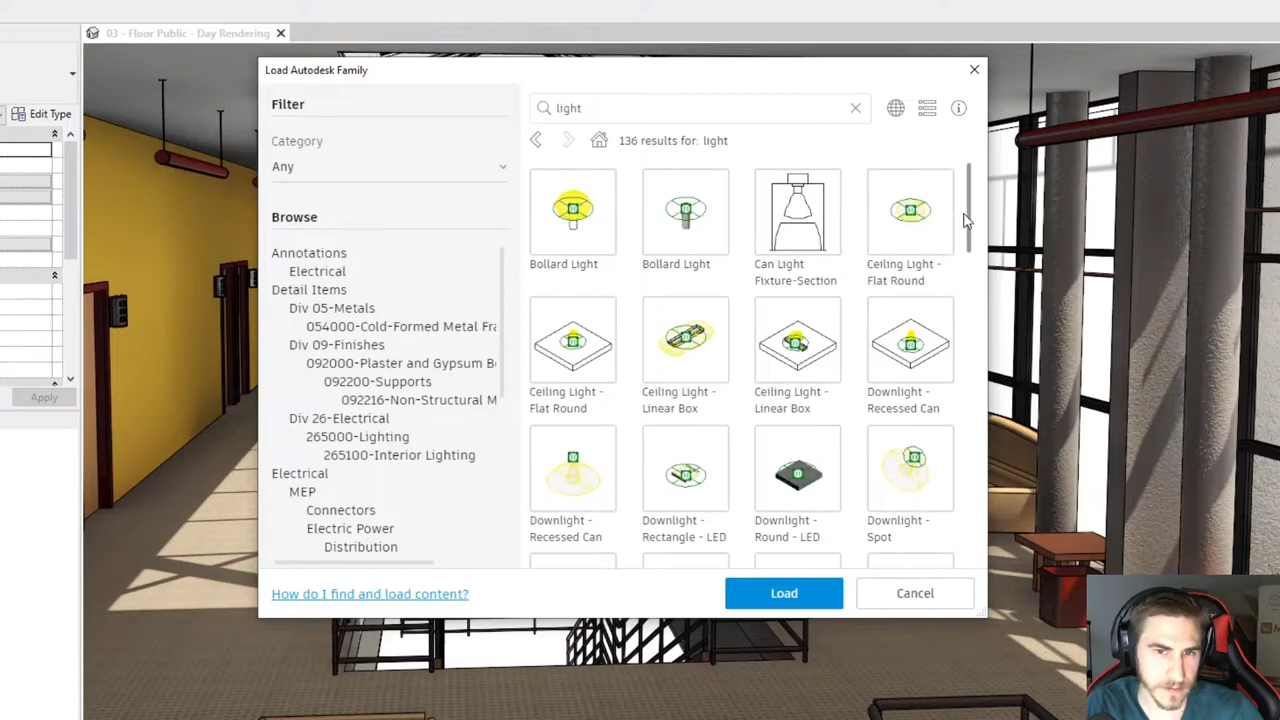 03 - Floor Public - Day Rendering
Edit Type
Apply
Load Autodesk Family
Filter
Category
Any
Browse
Annotations
Electrical
Detail Items
Div 05-Metals
054000-Cold-Formed Metal Fra
Div 09-Finishes
092000-Plaster and Gypsum Bo
092200-Supports
092216-Non-Structural M
Div 26-Electrical
265000-Lighting
265100-Interior Lighting
Electrical
MEP
Connectors
Electric Power
Distribution
light
136 results for: light
Bollard Light
Bollard Light
Can Light
Fixture-Section
Ceiling Light -
Flat Round
Ceiling Light -
Flat Round
Ceiling Light -
Linear Box
Ceiling Light -
Linear Box
Downlight -
Recessed Can
Downlight -
Recessed Can
Downlight -
Rectangle - LED
Downlight -
Round - LED
Downlight -
Spot
How do I find and load content?
Load
Cancel